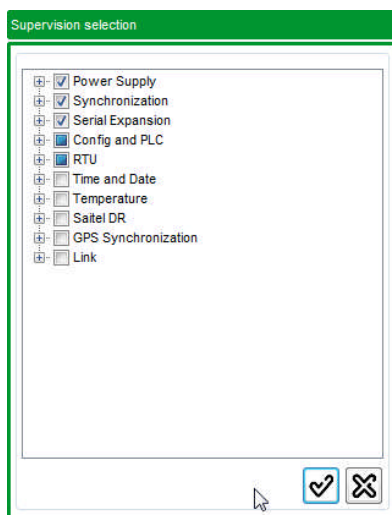 Supervision selection
Power Supply
Synchronization
Serial Expansion
Config and PLC
RTU
Time and Date
Temperature
Saitel DR
GPS Synchronization
Link